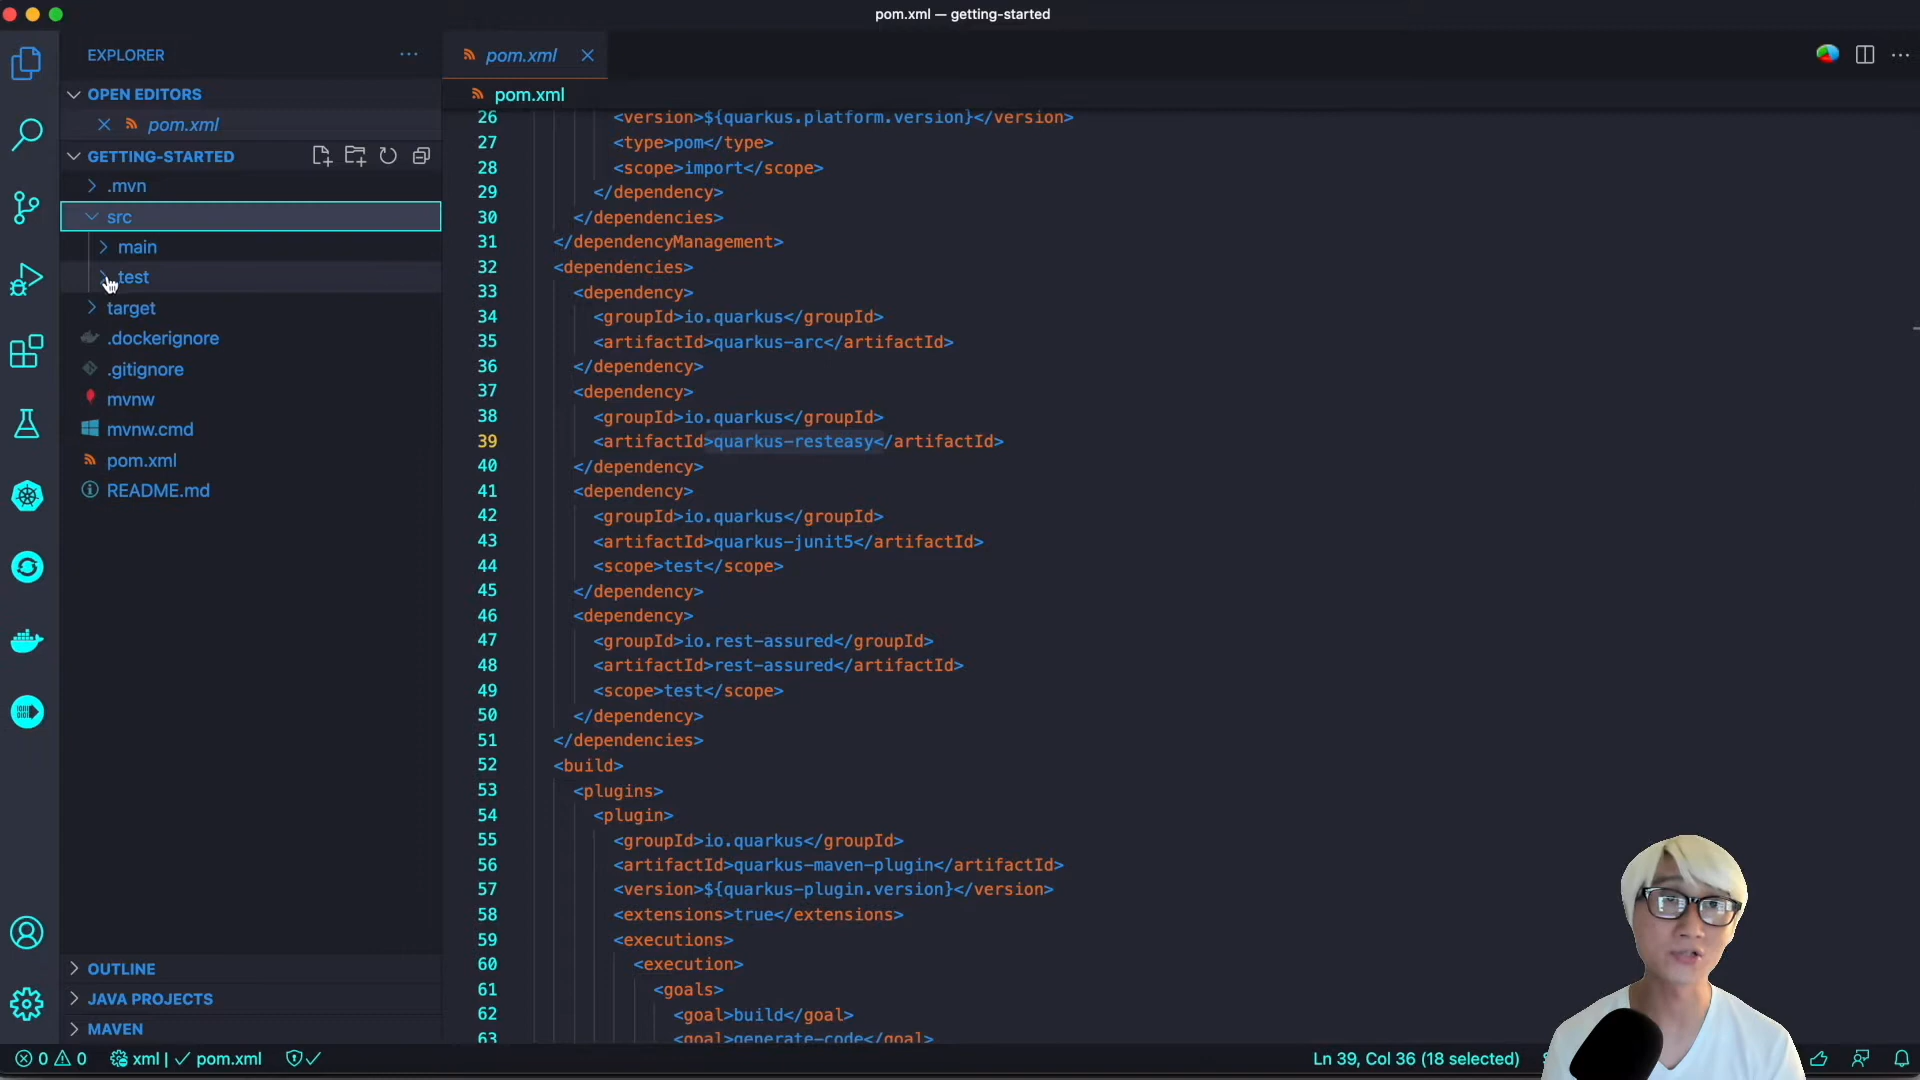 pom.xml — getting-started
EXPLORER
OPEN EDITORS
pom.xml
GETTING-STARTED
.mvn
src
main
test
target
.dockerignore
.gitignore
mvnw
mvnw.cmd
pom.xml
README.md
OUTLINE
JAVA PROJECTS
MAVEN
pom.xml
pom.xml
26 <version>${quarkus.platform.version}</version>
27 <type>pom</type>
28 <scope>import</scope>
29 </dependency>
30 </dependencies>
31 </dependencyManagement>
32 <dependencies>
33 <dependency>
34 <groupId>io.quarkus</groupId>
35 <artifactId>quarkus-arc</artifactId>
36 </dependency>
37 <dependency>
38 <groupId>io.quarkus</groupId>
39 <artifactId>quarkus-resteasy</artifactId>
40 </dependency>
41 <dependency>
42 <groupId>io.quarkus</groupId>
43 <artifactId>quarkus-junit5</artifactId>
44 <scope>test</scope>
45 </dependency>
46 <dependency>
47 <groupId>io.rest-assured</groupId>
48 <artifactId>rest-assured</artifactId>
49 <scope>test</scope>
50 </dependency>
51 </dependencies>
52 <build>
53 <plugins>
54 <plugin>
55 <groupId>io.quarkus</groupId>
56 <artifactId>quarkus-maven-plugin</artifactId>
57 <version>${quarkus-plugin.version}</version>
58 <extensions>true</extensions>
59 <executions>
60 <execution>
61 <goals>
62 <goal>build</goal>
63 <goal>generate-code</goal>
0 0 xml | ✓ pom.xml Ln 39, Col 36 (18 selected)